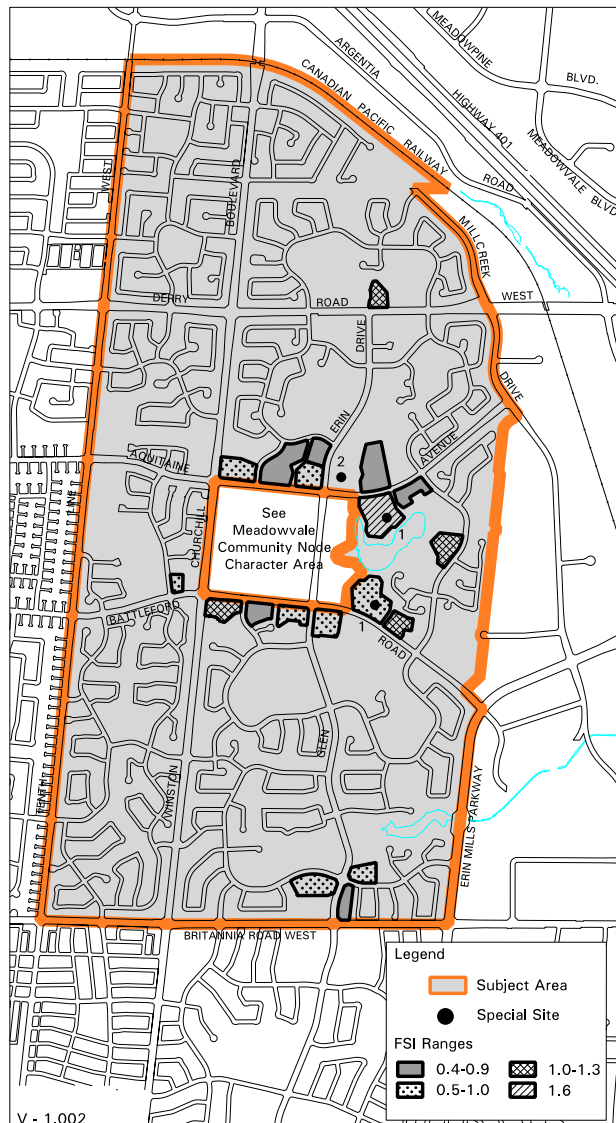 MEADOWPINE
BLVD.
ARGENTIA
HIGHWAY 401
MEADOWVALE BLVD
CANADIAN PACIFIC RAILWAY
ROAD
WEST
BOULEVARD
MILLCREEK
DERRY
ROAD
WEST
DRIVE
DRIVE
ERIN
AVENUE
AQUITAINE
2
See
Meadowvale
Community Node
Character Area
1
LINE
CHURCHILL
BATTLEFORD
1
ROAD
GLEN
WINSTON
TENTH
ERIN MILLS PARKWAY
BRITANNIA ROAD WEST
Legend
Subject Area
Special Site
FSI Ranges
0.4-0.9
1.0-1.3
0.5-1.0
1.6
V - 1.002